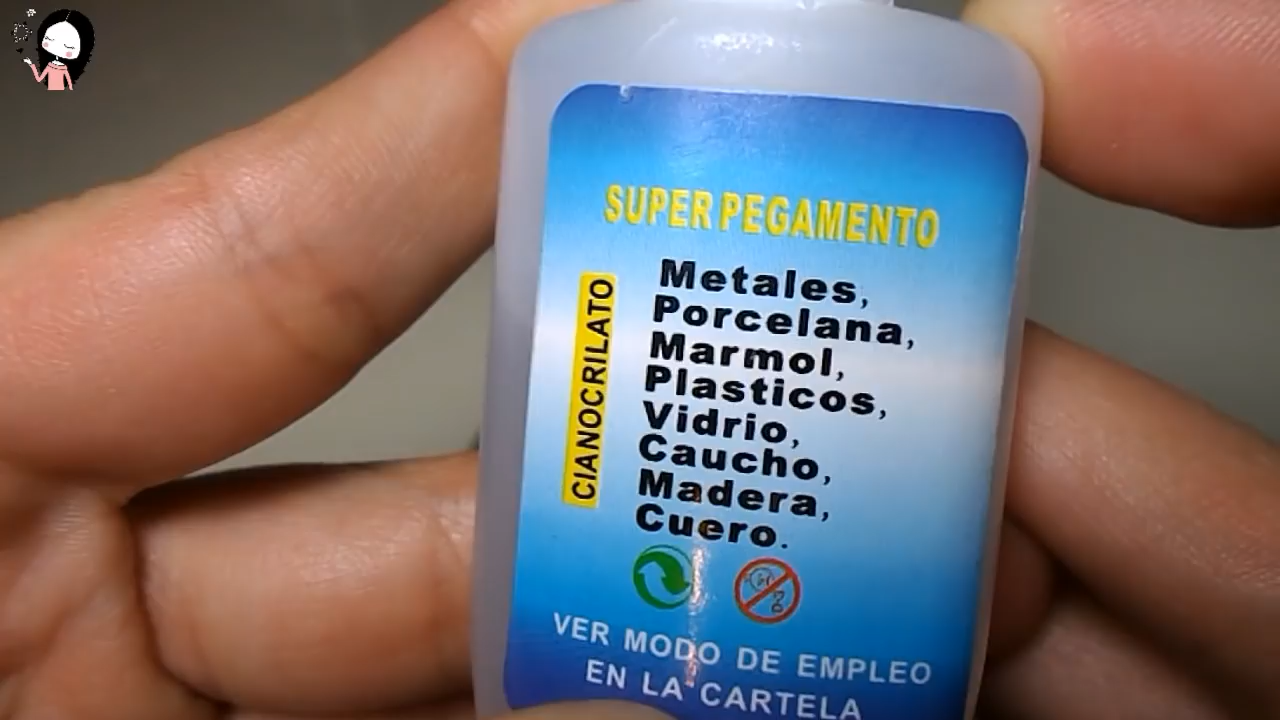 SUPER PEGAMENTO
CIANOCRILATO
Metales,
Porcelana,
Marmol,
Plasticos,
Vidrio,
Caucho,
Madera,
Cuero.
VER MODO DE EMPLEO
EN LA CARTELA